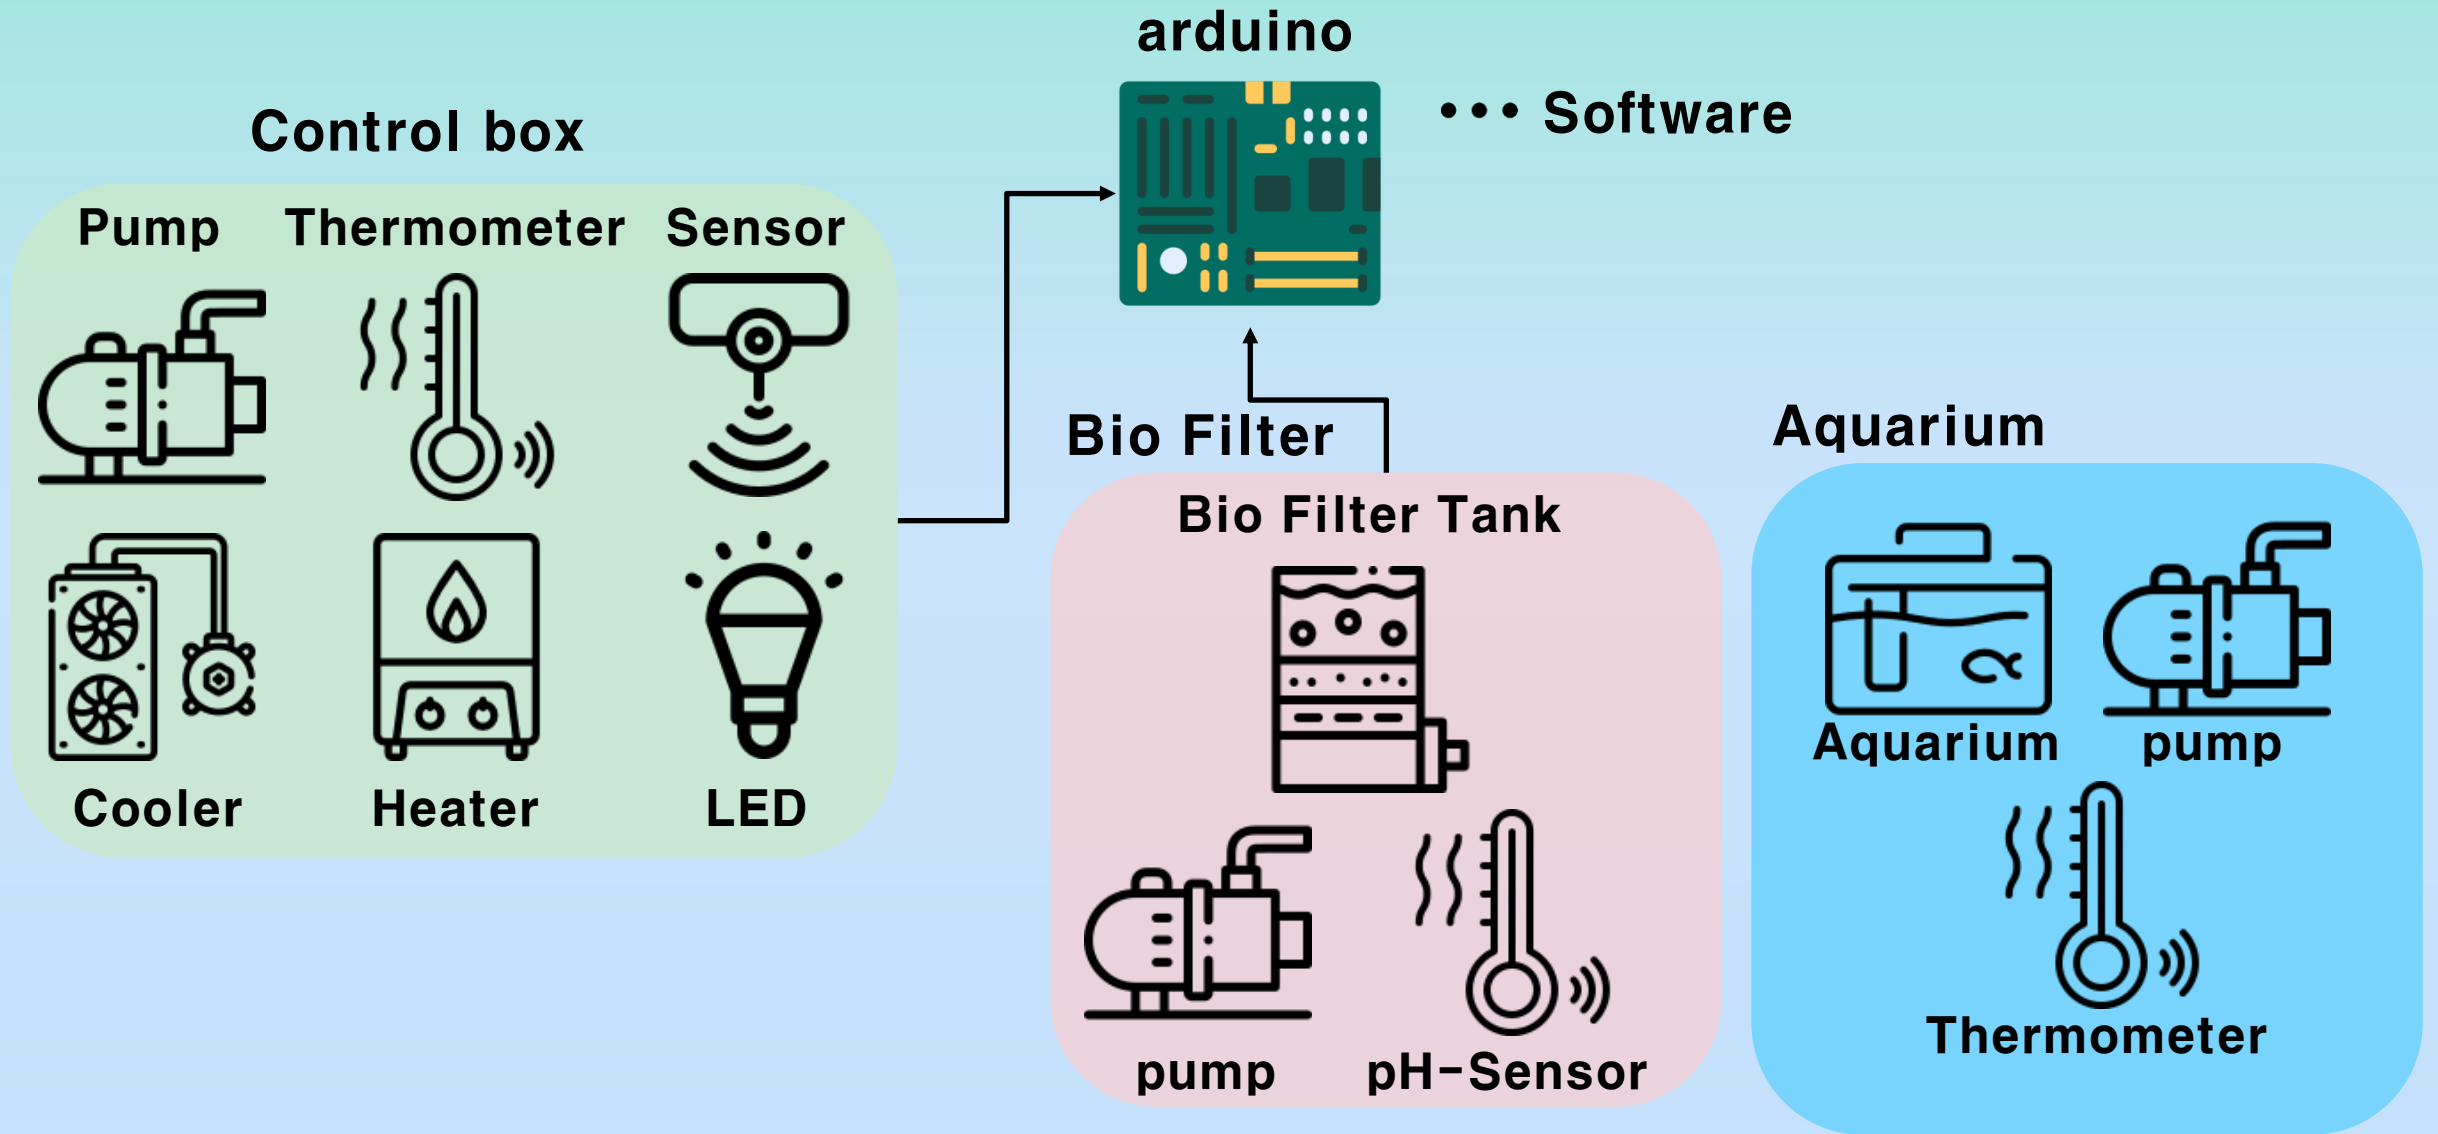 arduino
••• Software
Control box
Pump Thermometer Sensor
Cooler Heater LED
Bio Filter
Bio Filter Tank
pump pH-Sensor
Aquarium
Aquarium pump
Thermometer